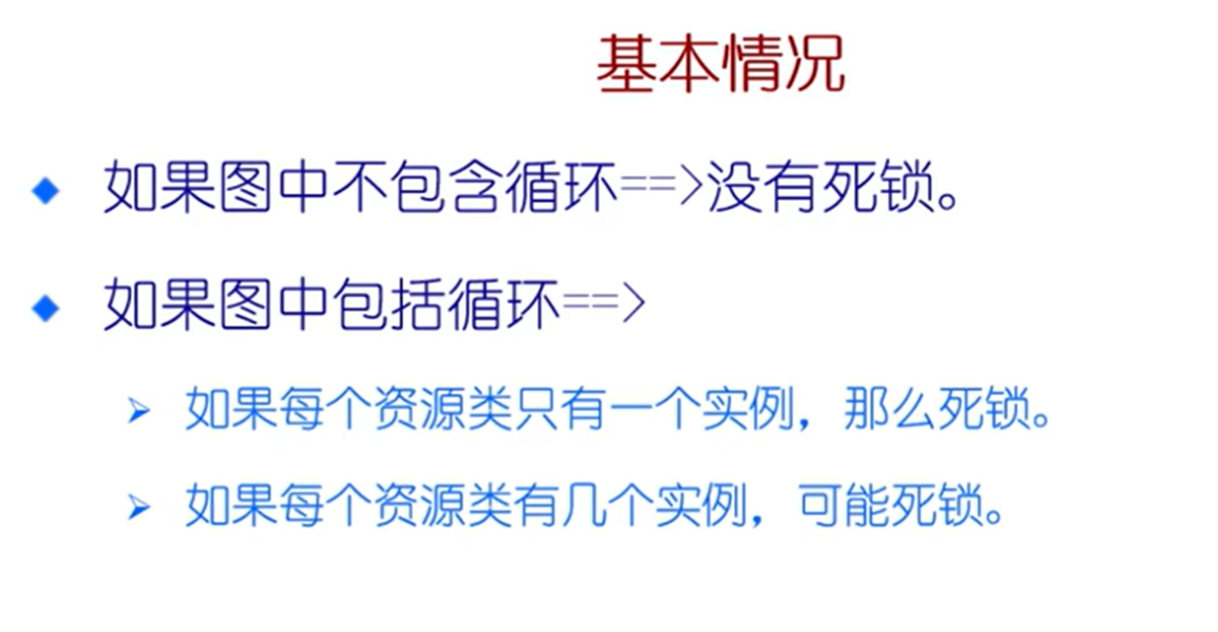 基本情况
如果图中不包含循环==>没有死锁。
如果图中包括循环==>
如果每个资源类只有一个实例，那么死锁。
如果每个资源类有几个实例，可能死锁。